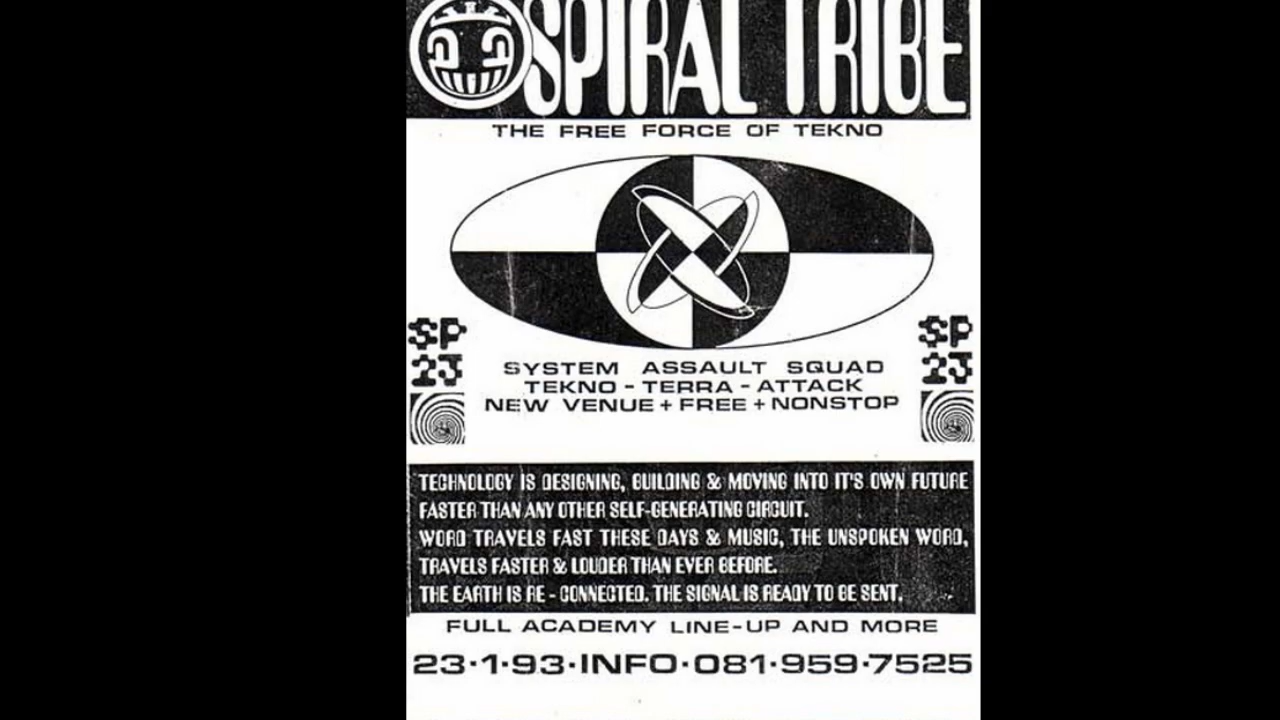 SPIRAL TRIBE
THE FREE FORCE OF TEKNO
SP
23
SP
23
SYSTEM ASSAULT SQUAD
TEKNO - TERRA - ATTACK
NEW VENUE + FREE + NONSTOP
TECHNOLOGY IS DESIGNING, BUILDING & MOVING INTO IT'S OWN FUTURE
FASTER THAN ANY OTHER SELF-GENERATING CIRCUIT.
WORD TRAVELS FAST THESE DAYS & MUSIC, THE UNSPOKEN WORD,
TRAVELS FASTER & LOUDER THAN EVER BEFORE.
THE EARTH IS RE - CONNECTED. THE SIGNAL IS READY TO BE SENT.
FULL ACADEMY LINE-UP AND MORE
23·1·93·INFO·081·959·7525